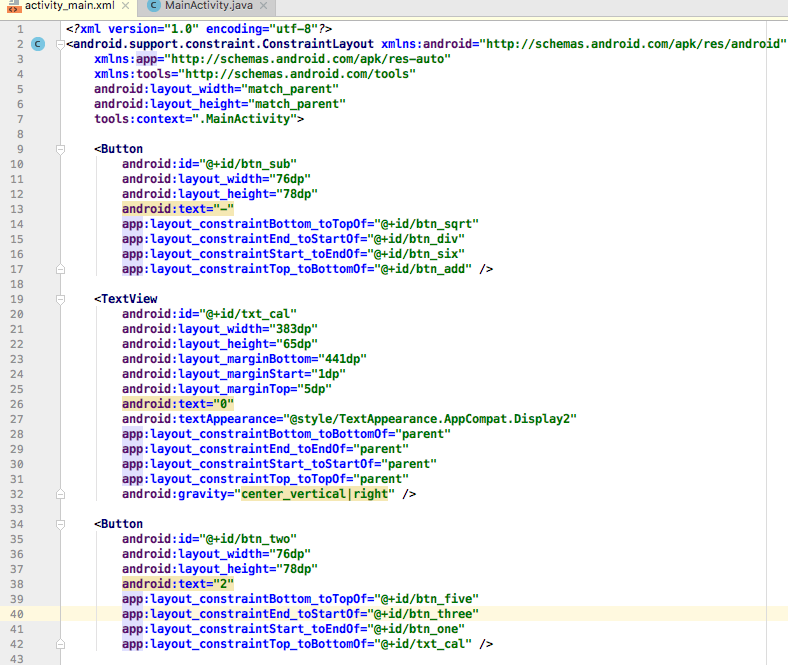 activity_main.xml × C MainActivity.java ×
1 <?xml version="1.0" encoding="utf-8"?>
2 C <android.support.constraint.ConstraintLayout xmlns:android="http://schemas.android.com/apk/res/android"
3 xmlns:app="http://schemas.android.com/apk/res-auto"
4 xmlns:tools="http://schemas.android.com/tools"
5 android:layout_width="match_parent"
6 android:layout_height="match_parent"
7 tools:context=".MainActivity">
8
9 <Button
10 android:id="@+id/btn_sub"
11 android:layout_width="76dp"
12 android:layout_height="78dp"
13 android:text="-"
14 app:layout_constraintBottom_toTopOf="@+id/btn_sqrt"
15 app:layout_constraintEnd_toStartOf="@+id/btn_div"
16 app:layout_constraintStart_toEndOf="@+id/btn_six"
17 app:layout_constraintTop_toBottomOf="@+id/btn_add" />
18
19 <TextView
20 android:id="@+id/txt_cal"
21 android:layout_width="383dp"
22 android:layout_height="65dp"
23 android:layout_marginBottom="441dp"
24 android:layout_marginStart="1dp"
25 android:layout_marginTop="5dp"
26 android:text="0"
27 android:textAppearance="@style/TextAppearance.AppCompat.Display2"
28 app:layout_constraintBottom_toBottomOf="parent"
29 app:layout_constraintEnd_toEndOf="parent"
30 app:layout_constraintStart_toStartOf="parent"
31 app:layout_constraintTop_toTopOf="parent"
32 android:gravity="center_vertical|right" />
33
34 <Button
35 android:id="@+id/btn_two"
36 android:layout_width="76dp"
37 android:layout_height="78dp"
38 android:text="2"
39 app:layout_constraintBottom_toTopOf="@+id/btn_five"
40 app:layout_constraintEnd_toStartOf="@+id/btn_three"
41 app:layout_constraintStart_toEndOf="@+id/btn_one"
42 app:layout_constraintTop_toBottomOf="@+id/txt_cal" />
43